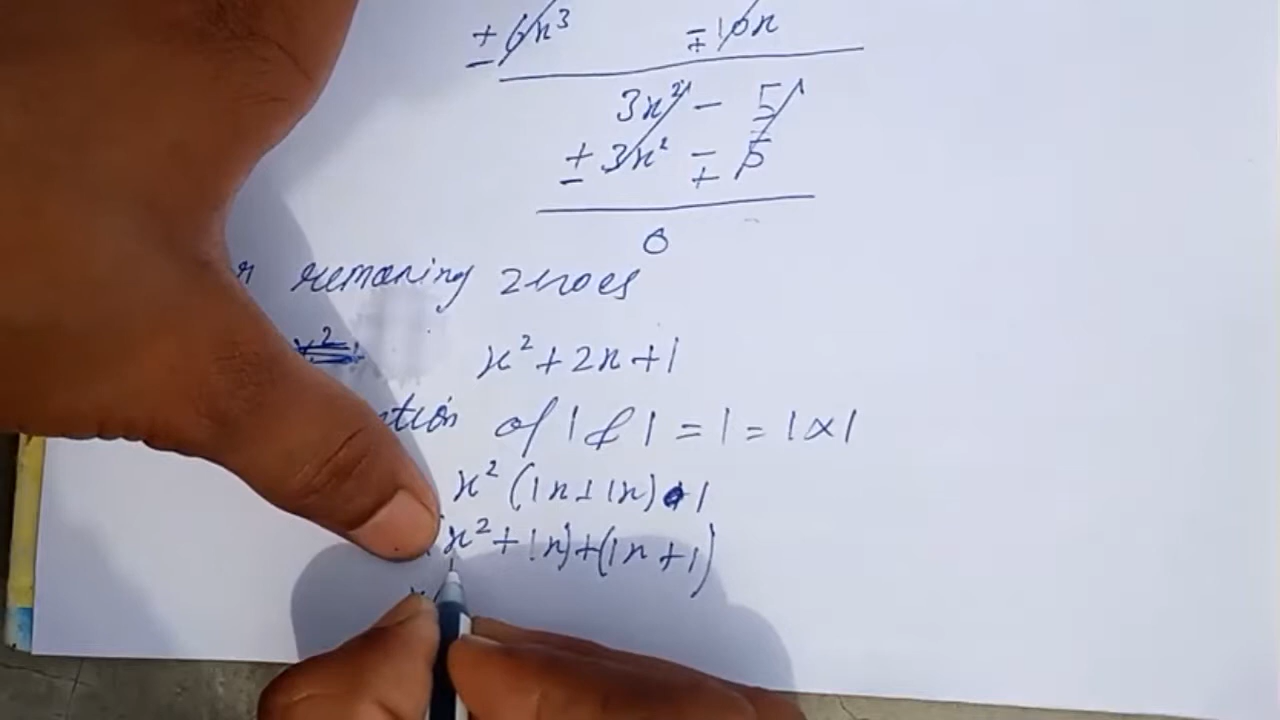 ± 6x³ ∓ 10x
3x² - 5
± 3x² ∓ 5
0
remaning zeroes
x² + 2x + 1
of 1 & 1 = 1 = 1 × 1
x² (1x + 1x) + 1
(x² + 1x) + (1x + 1)